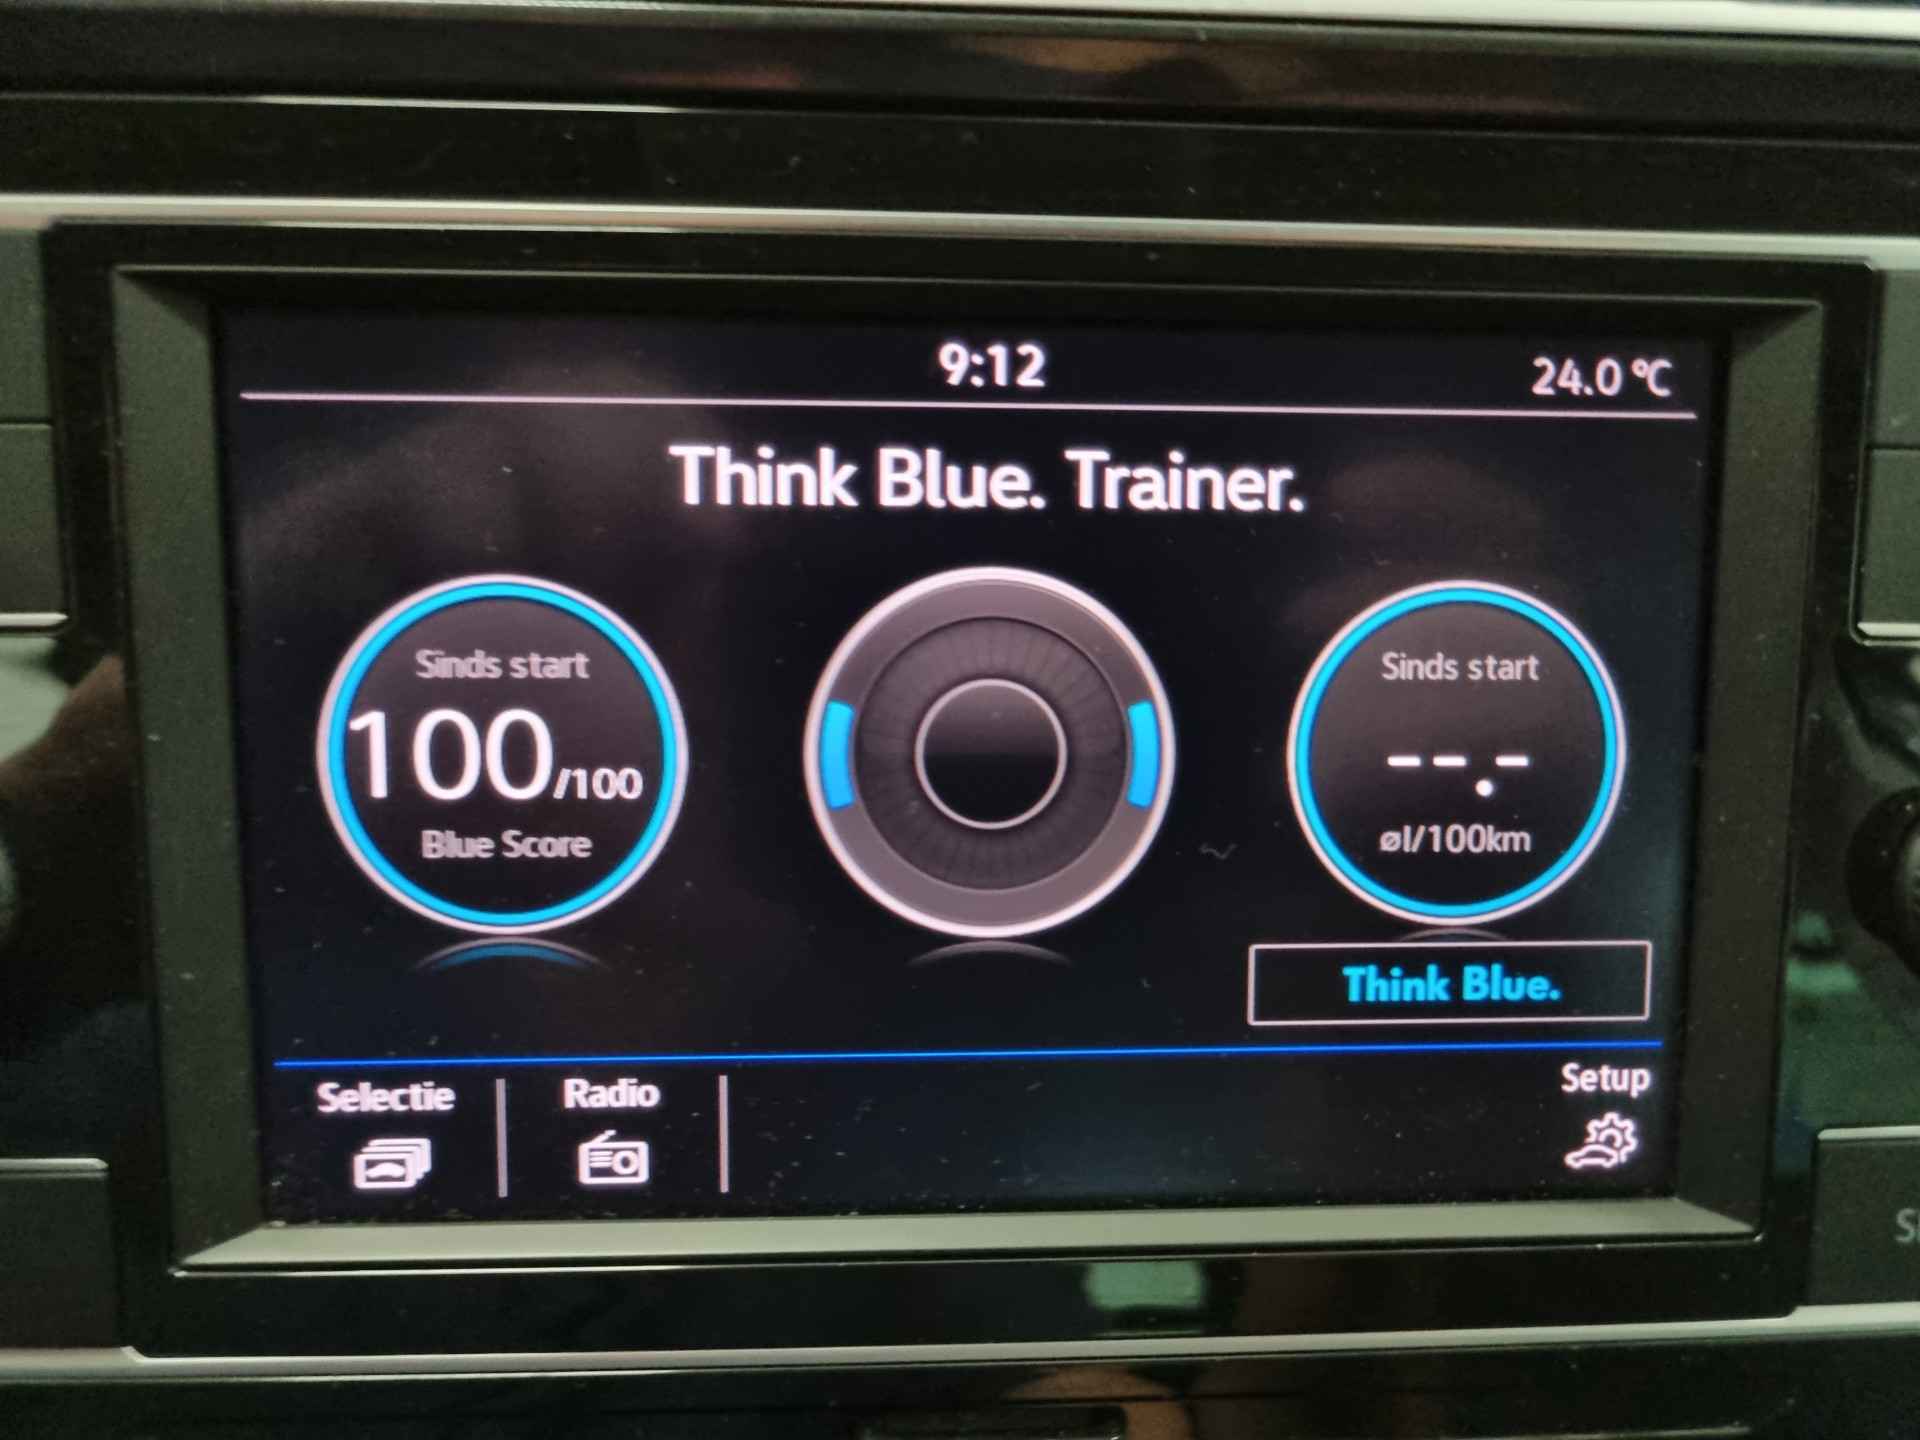 9:12
24.0 °C
Think Blue. Trainer.
Sinds start
100/100
Blue Score
Sinds start
--.-
øl/100km
Think Blue.
Selectie
Radio
Setup